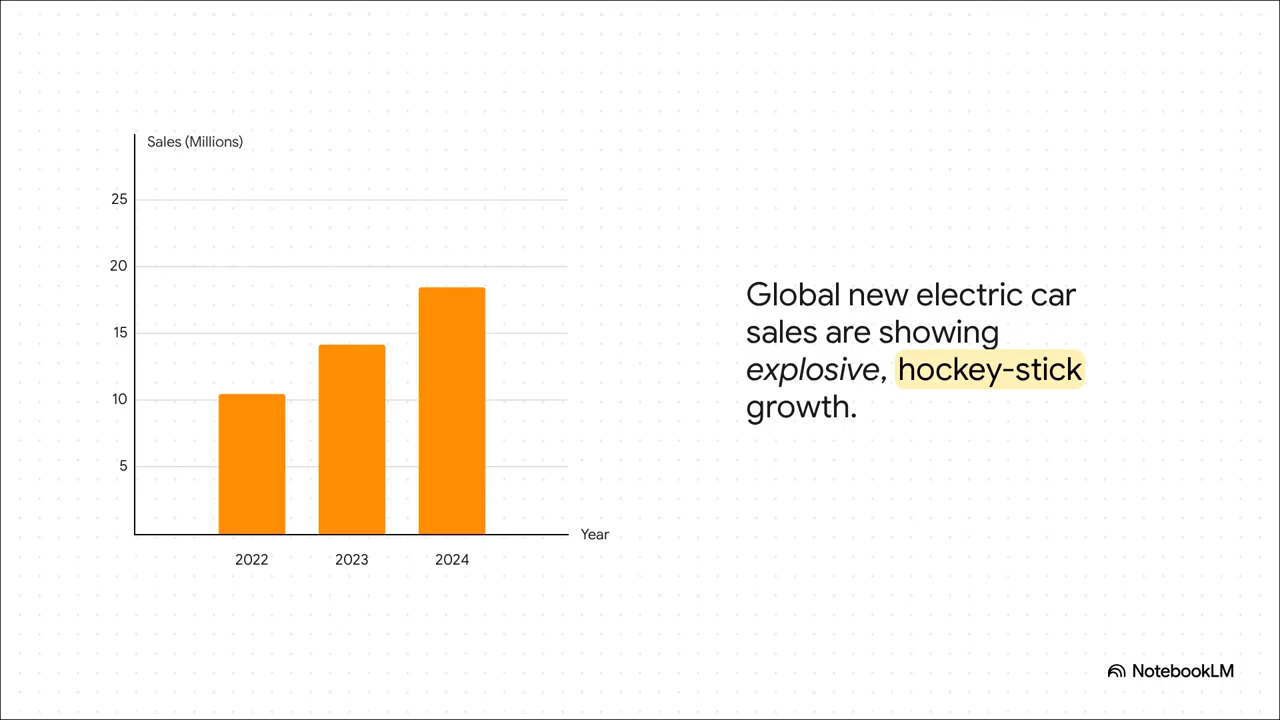 Sales (Millions)
25
20
15
10
5
Year
2022 2023 2024
Global new electric car
sales are showing
explosive, hockey-stick
growth.
NotebookLM